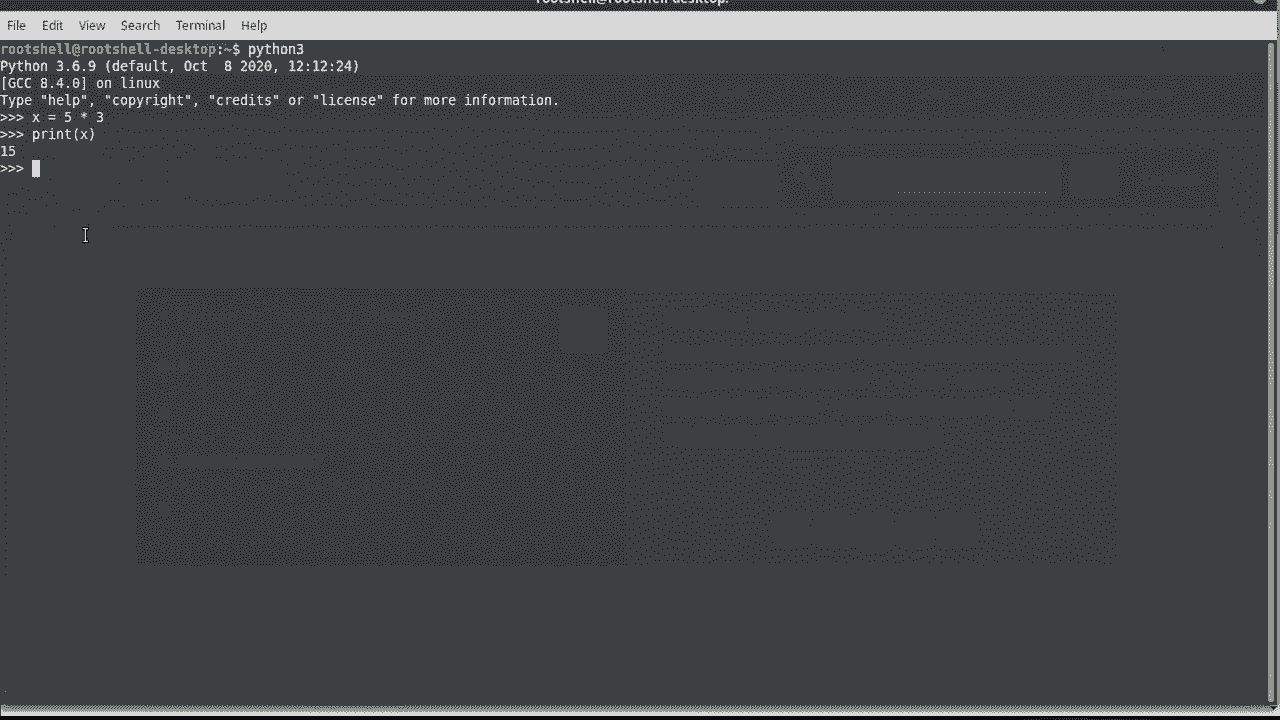 rootshell@rootshell-desktop:
File Edit View Search Terminal Help
rootshell@rootshell-desktop:~$ python3
Python 3.6.9 (default, Oct  8 2020, 12:12:24)
[GCC 8.4.0] on linux
Type "help", "copyright", "credits" or "license" for more information.
>>> x = 5 * 3
>>> print(x)
15
>>>